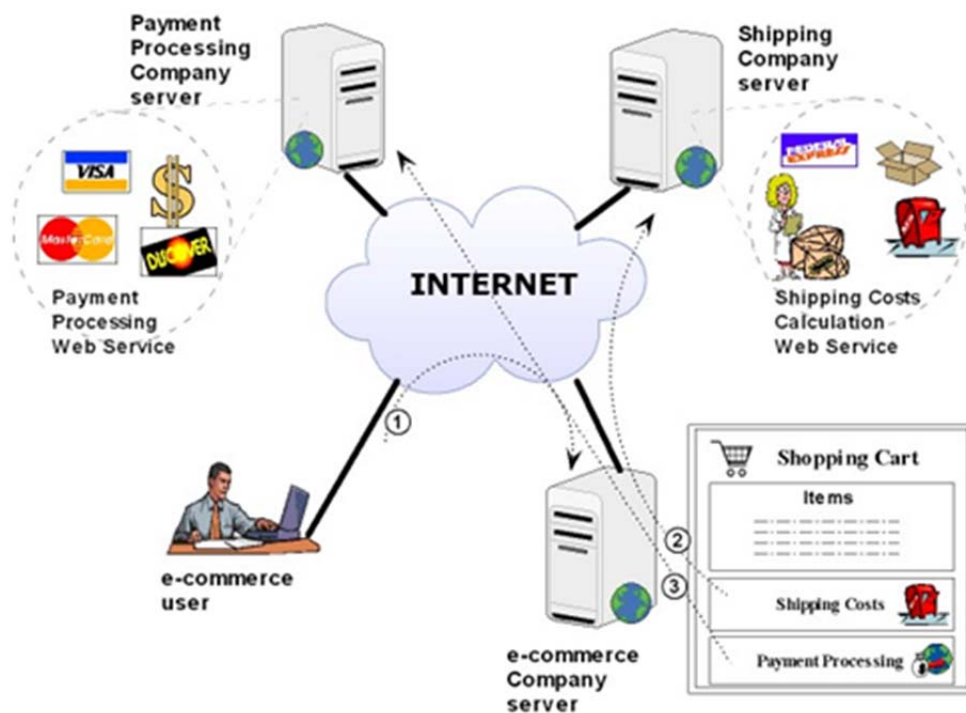 Payment
Processing
Company
server
Shipping
Company
server
VISA
MasterCard
DISCOVER
Payment
Processing
Web Service
FEDERAL
EXPRESS
Shipping Costs
Calculation
Web Service
INTERNET
1
e-commerce
user
2
3
e-commerce
Company
server
Shopping Cart
Items
Shipping Costs
Payment Processing